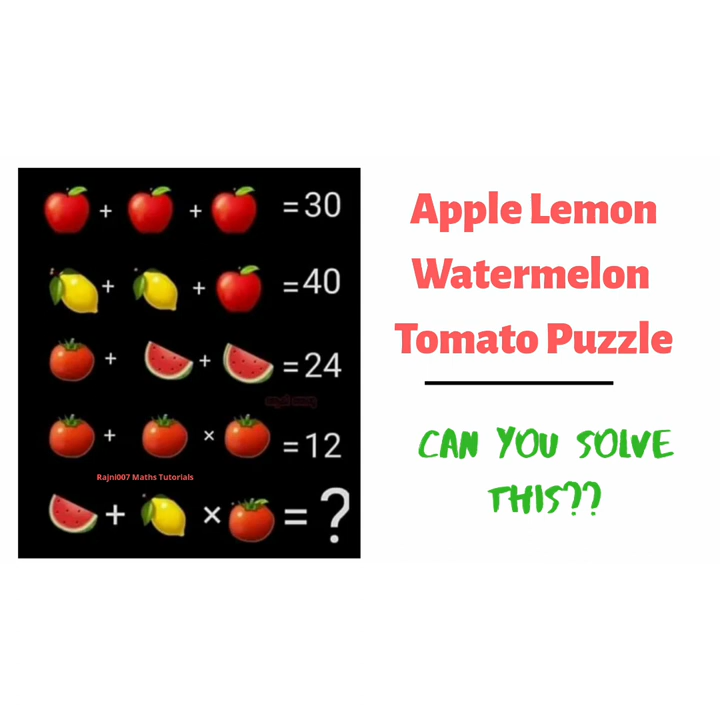 + + =30
+ + =40
+ + =24
+ × =12
Rajni007 Maths Tutorials
+ × = ?
Apple Lemon
Watermelon
Tomato Puzzle
CAN YOU SOLVE
THIS??